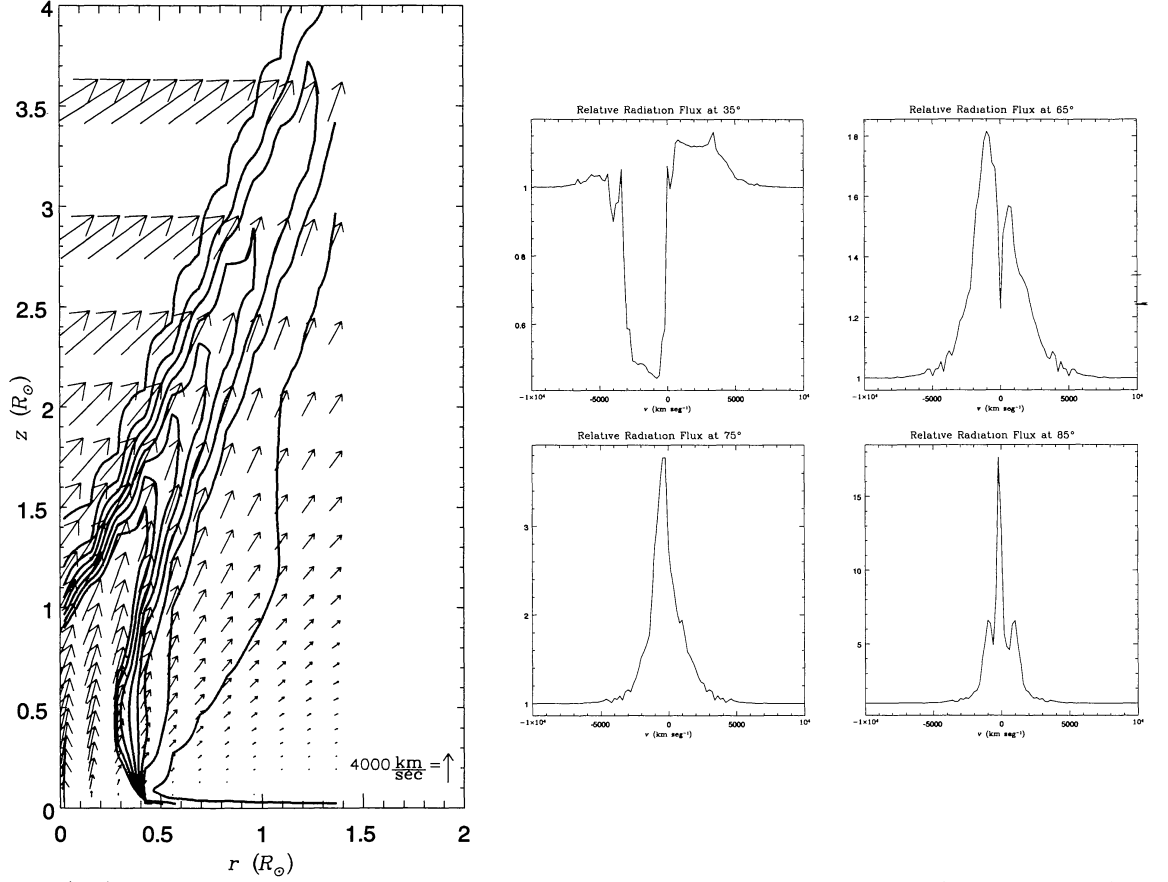 4
3.5
3
2.5
2
1.5
1
0.5
0
z (R⊙)
0 0.5 1 1.5 2
r (R⊙)
4000 km/sec = ↑
Relative Radiation Flux at 35°
1
0.8
0.6
−1×10⁴ −5000 0 5000 10⁴
v (km seg⁻¹)
Relative Radiation Flux at 65°
1.8
1.6
1.4
1.2
1
−1×10⁴ −5000 0 5000 10⁴
v (km seg⁻¹)
Relative Radiation Flux at 75°
3
2
1
−1×10⁴ −5000 0 5000 10⁴
v (km seg⁻¹)
Relative Radiation Flux at 85°
15
10
5
−1×10⁴ −5000 0 5000 10⁴
v (km seg⁻¹)